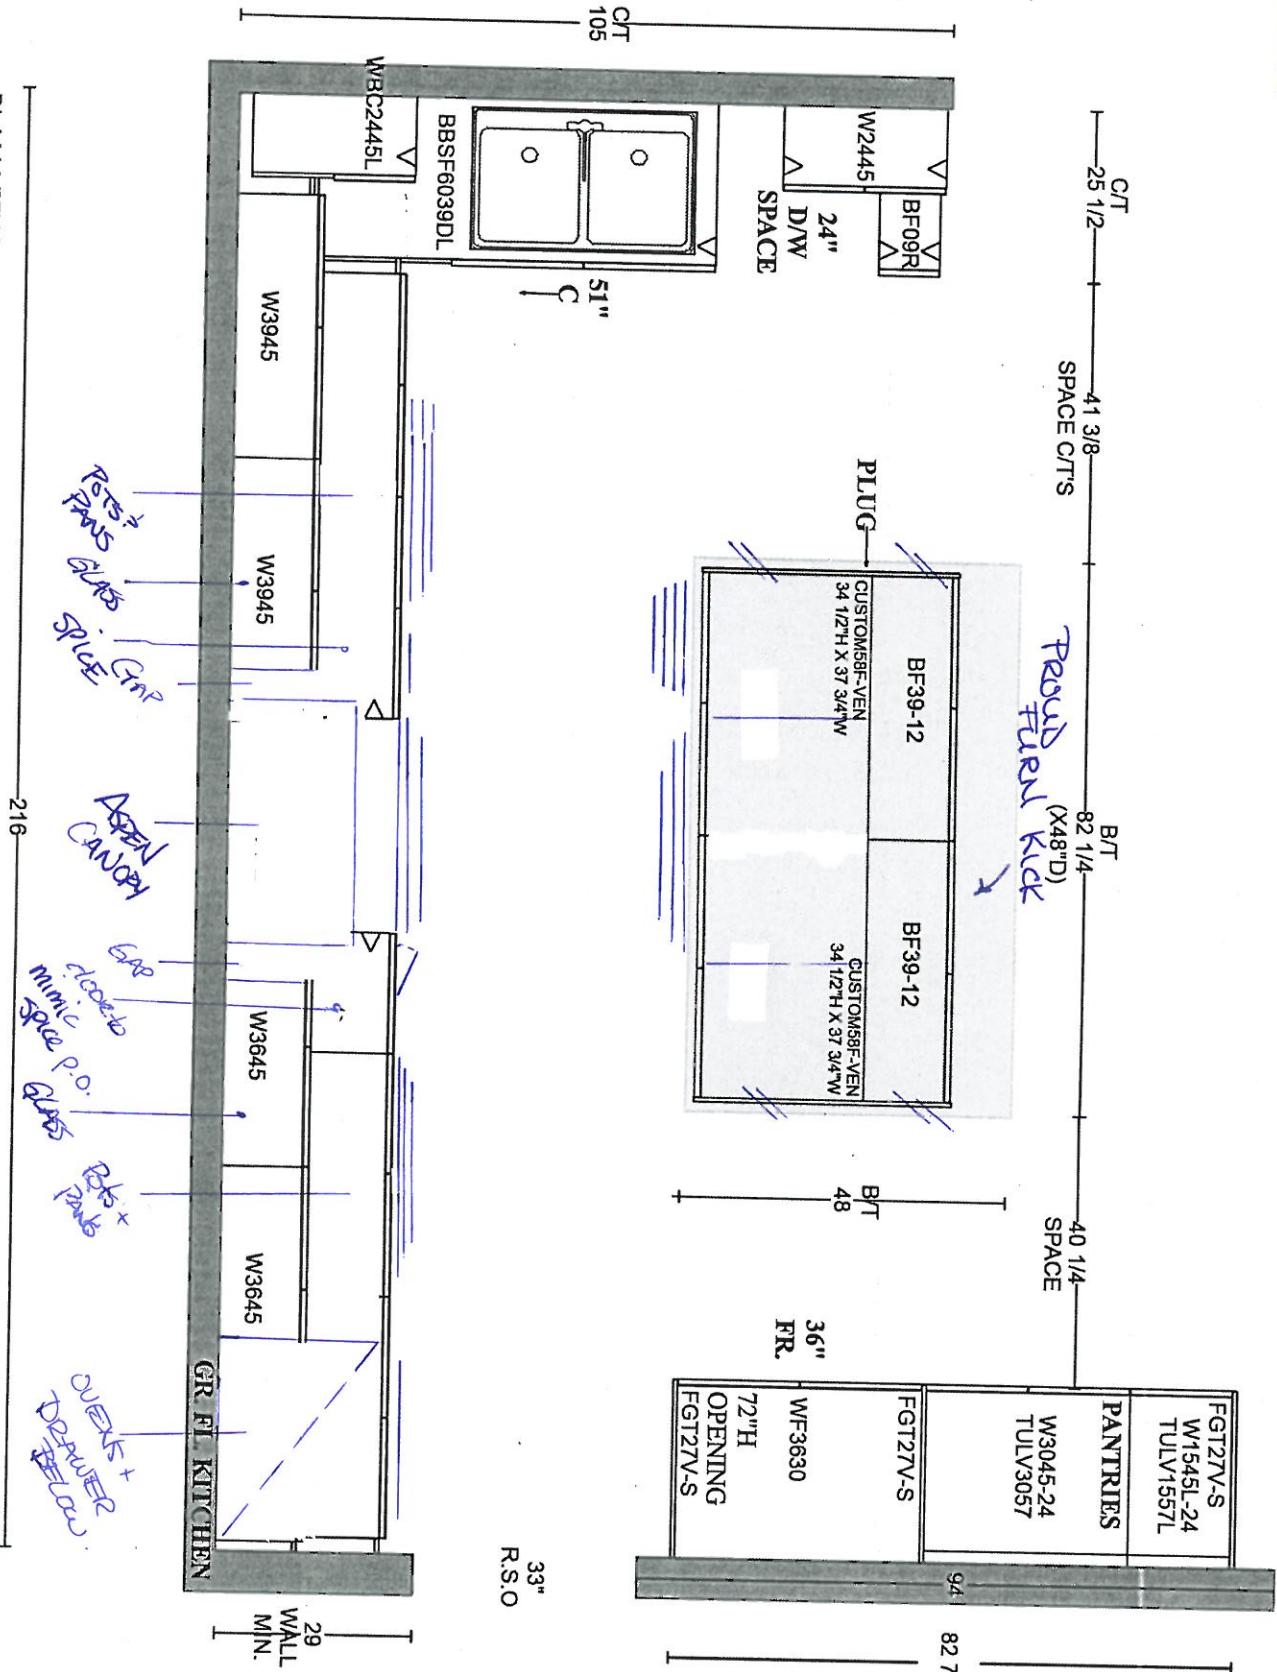 C/T
105
C/T
25 1/2
41 3/8
SPACE C/T'S
B/T
82 1/4
(X48"D)
40 1/4
SPACE
PROUD
FURN KICK
WBC2445L
BBSF6039DL
W2445
BF09R
24"
D/W
SPACE
51"
C
PLUG
CUSTOM58F-VEN
34 1/2"H X 37 3/4"W
BF39-12
CUSTOM58F-VEN
34 1/2"H X 37 3/4"W
BF39-12
B/T
48
36"
FR.
FGT27V-S
W1545L-24
TULV1557L
PANTRIES
W3045-24
TULV3057
FGT27V-S
WF3630
72"H
OPENING
FGT27V-S
94
82 7
33"
R.S.O
29
WALL
MIN.
W3945
W3945
W3645
W3645
GR. FL. KITCHEN
POTS &
PANS
GLASS
SPICE
GAP
ASPEN
CANOPY
GAP
door to
mimic
spice p.o.
GLASS
Pots x
PANS
OVENS +
DRAWER
BELOW.
216